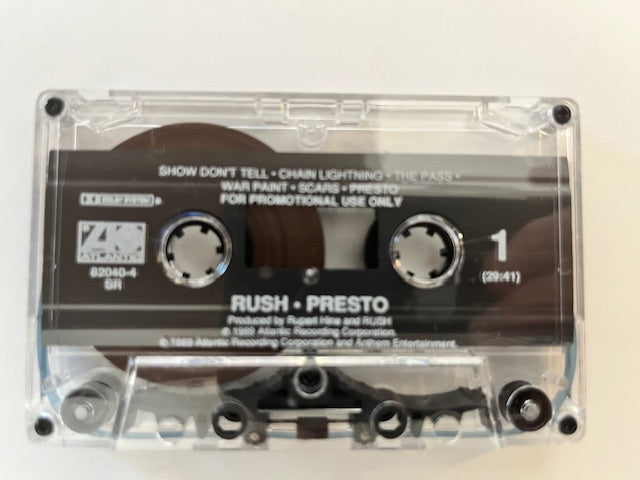 SHOW DON'T TELL • CHAIN LIGHTNING • THE PASS •
WAR PAINT • SCARS • PRESTO
FOR PROMOTIONAL USE ONLY
DOLBY SYSTEM
ATLANTIC
82040-4
SR
1
(29:41)
RUSH • PRESTO
Produced by Rupert Hine and RUSH
℗ 1989 Atlantic Recording Corporation.
© 1989 Atlantic Recording Corporation and Anthem Entertainment.